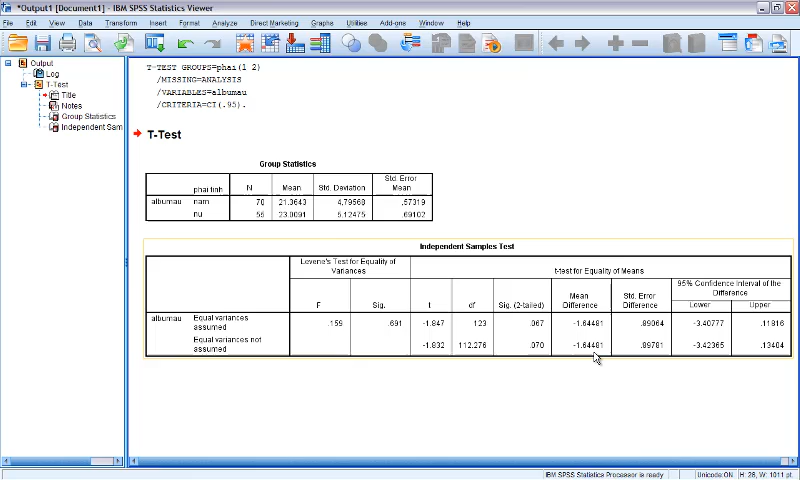 *Output1 [Document1] - IBM SPSS Statistics Viewer
File Edit View Data Transform Insert Format Analyze Direct Marketing Graphs Utilities Add-ons Window Help
Output
Log
T-Test
Title
Notes
Group Statistics
Independent Sam
T-TEST GROUPS=phai(1 2)
/MISSING=ANALYSIS
/VARIABLES=albumau
/CRITERIA=CI(.95).
T-Test
Group Statistics
phai tinh N Mean Std. Deviation Std. Error Mean
albumau nam 70 21.3643 4.79568 .57319
nu 55 23.0091 5.12475 .69102
Independent Samples Test
Levene's Test for Equality of Variances t-test for Equality of Means
F Sig. t df Sig. (2-tailed) Mean Difference Std. Error Difference 95% Confidence Interval of the Difference
Lower Upper
albumau Equal variances assumed .159 .691 -1.847 123 .067 -1.64481 .89064 -3.40777 .11816
Equal variances not assumed -1.832 112.276 .070 -1.64481 .89781 -3.42365 .13404
IBM SPSS Statistics Processor is ready Unicode:ON H: 26, W: 1011 pt.